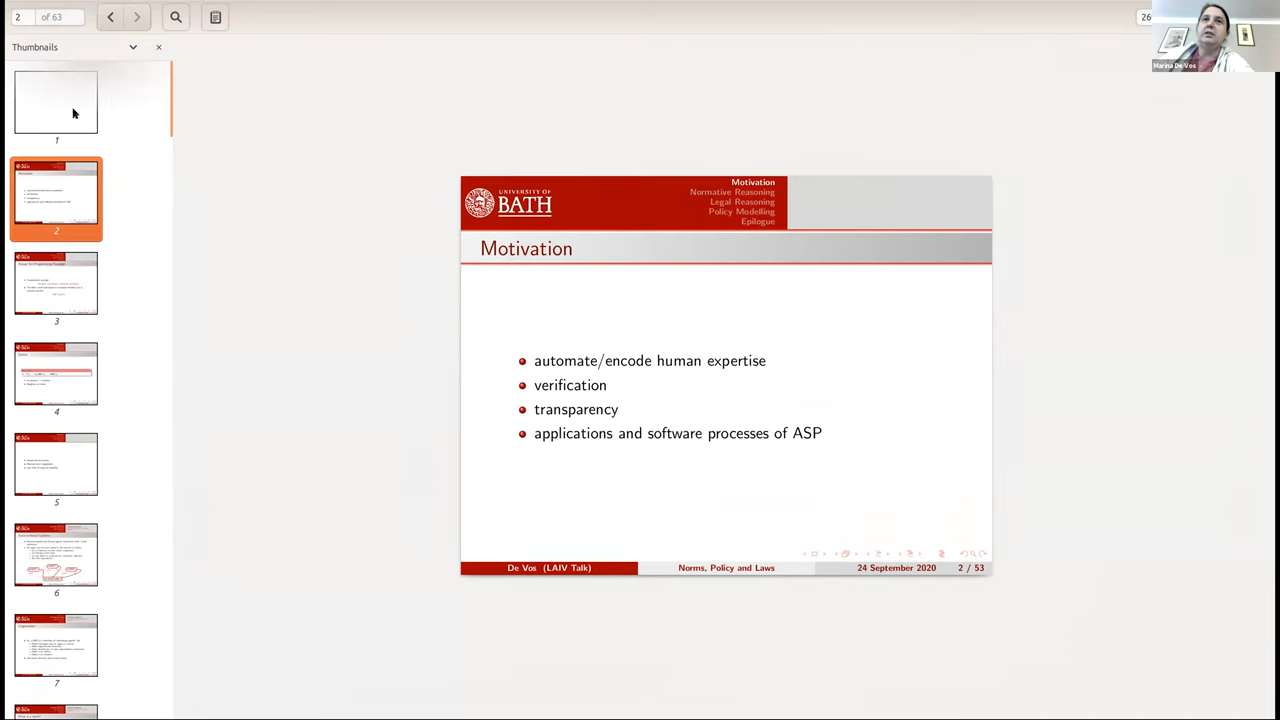 2
of 63
26
Thumbnails
Marina De Vos
1
2
3
4
5
6
7
UNIVERSITY OF
BATH
Motivation
Normative Reasoning
Legal Reasoning
Policy Modelling
Epilogue
Motivation
automate/encode human expertise
verification
transparency
applications and software processes of ASP
De Vos (LAIV Talk)
Norms, Policy and Laws
24 September 2020
2 / 53